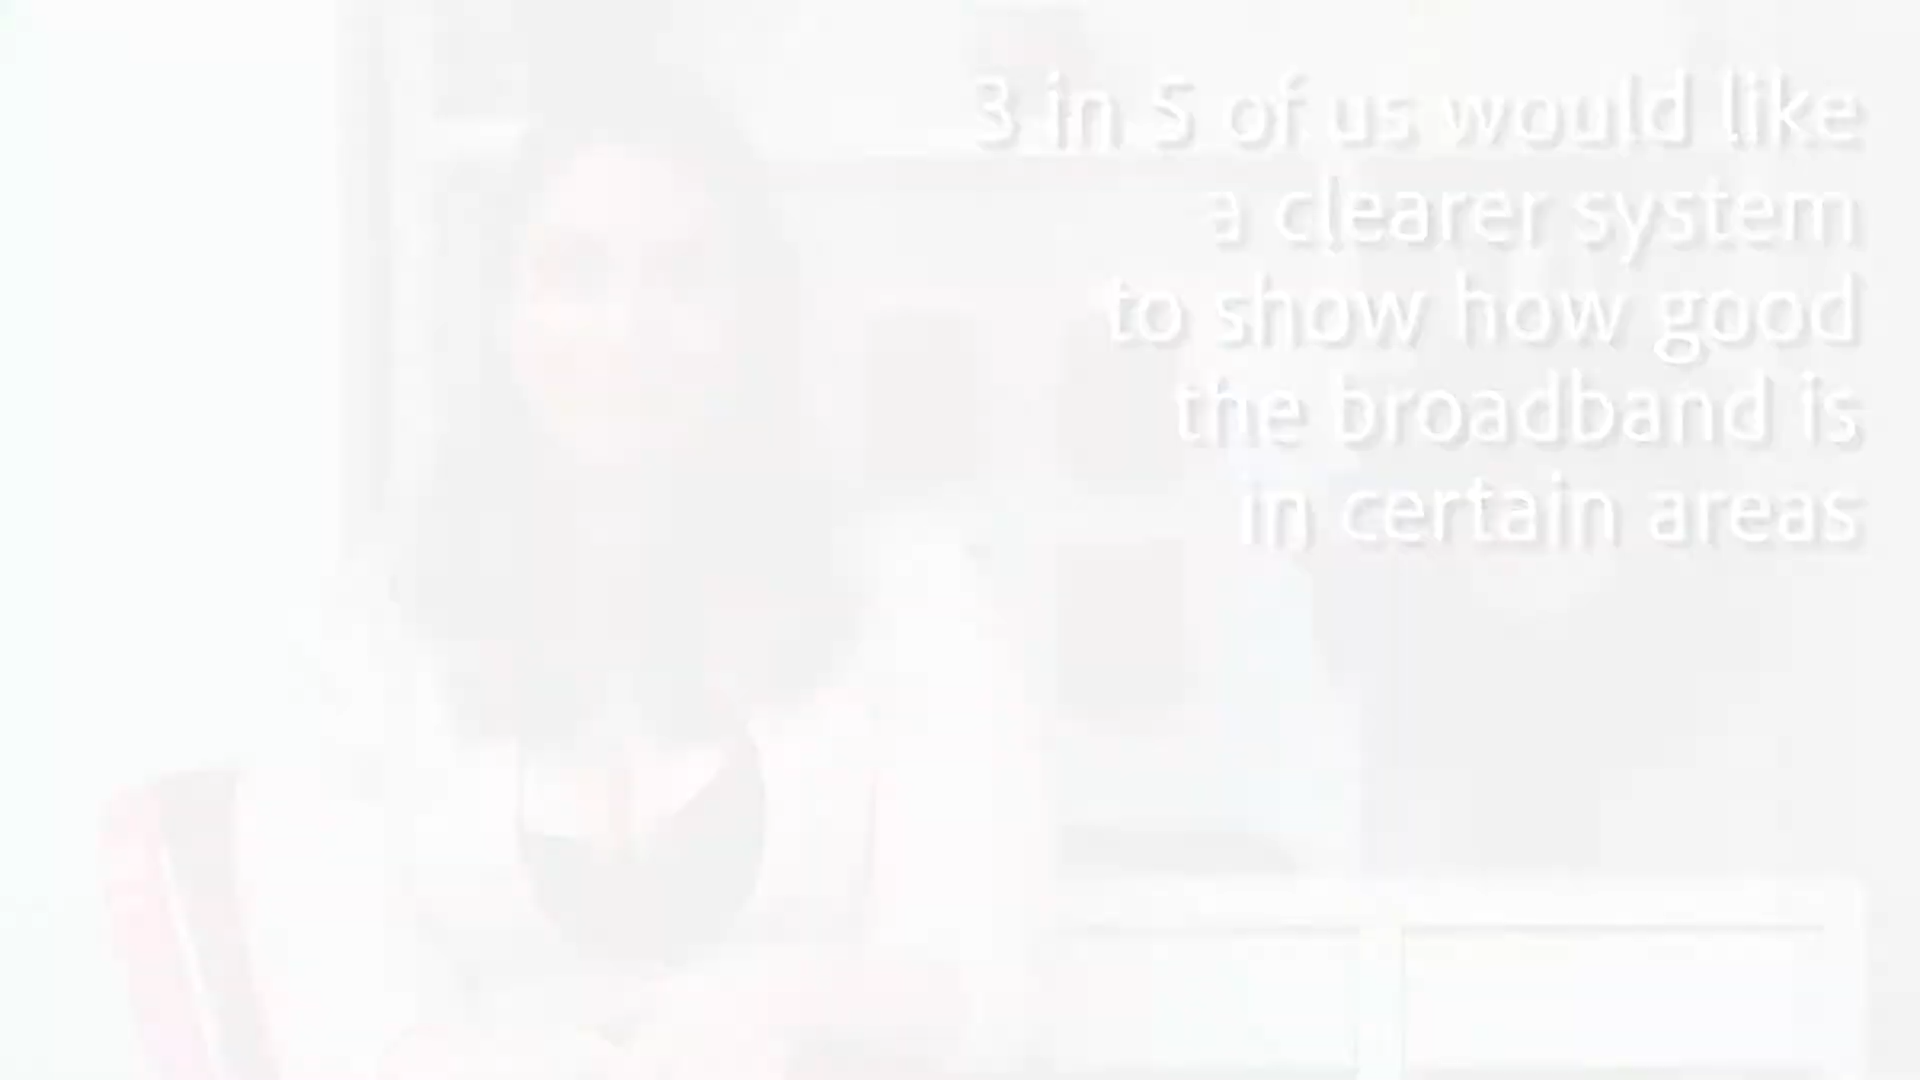 3 in 5 of us would like
a clearer system
to show how good
the broadband is
in certain areas